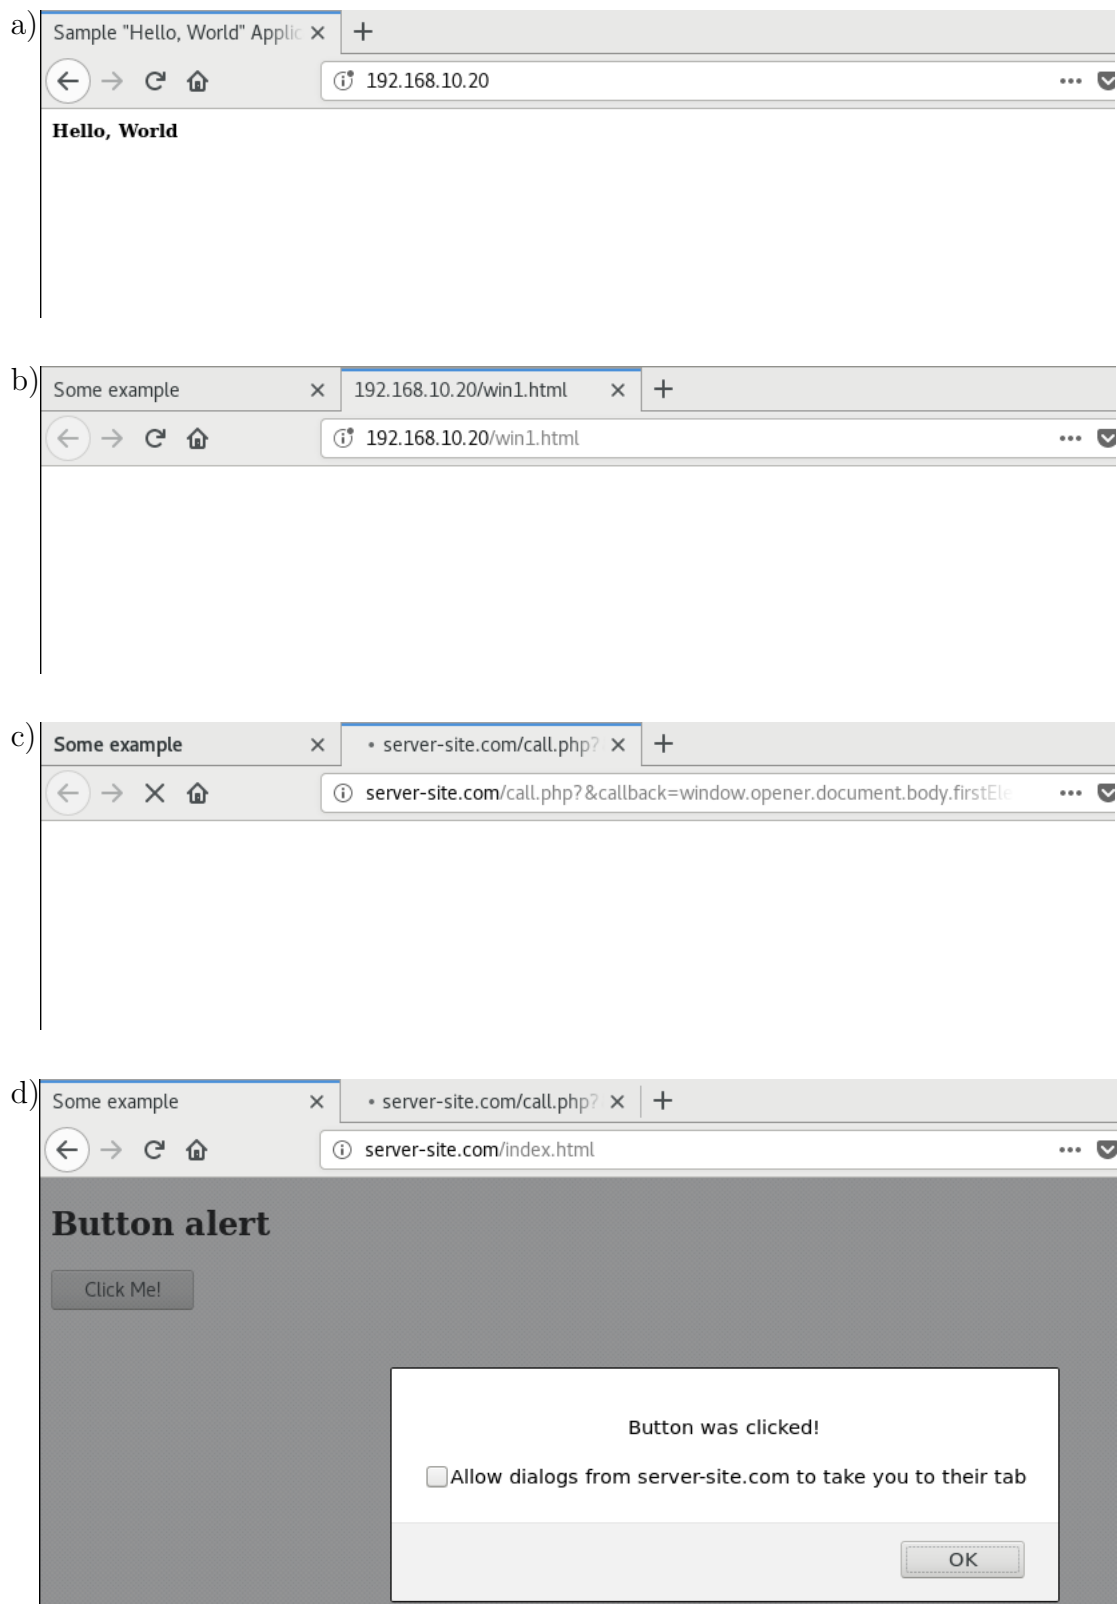 a)
Sample "Hello, World" Applic
192.168.10.20
Hello, World
b)
Some example
192.168.10.20/win1.html
192.168.10.20/win1.html
c)
Some example
• server-site.com/call.php?
server-site.com/call.php?&callback=window.opener.document.body.firstEle
d)
Some example
• server-site.com/call.php?
server-site.com/index.html
Button alert
Click Me!
Button was clicked!
Allow dialogs from server-site.com to take you to their tab
OK